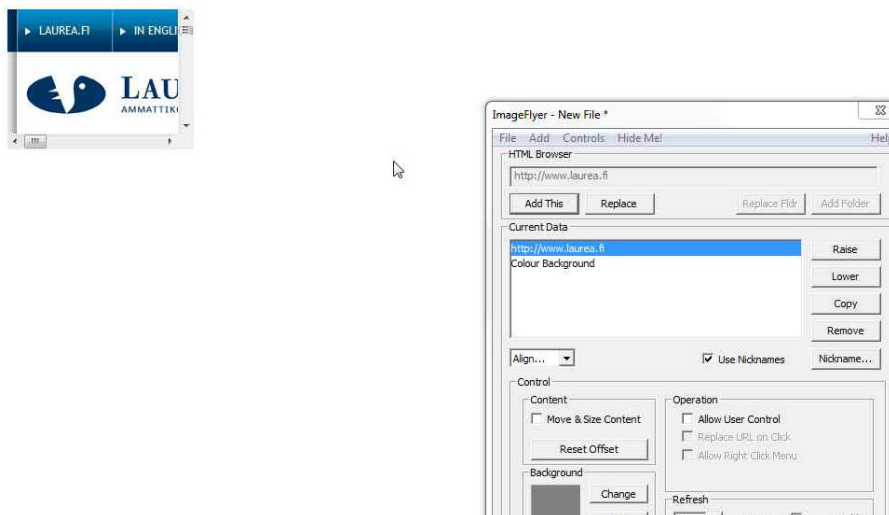 LAUREA.FI IN ENGLI
LAU
AMMATTIK
ImageFlyer - New File *
File Add Controls Hide Me! Help
HTML Browser
http://www.laurea.fi
Add This Replace Replace Fldr Add Folder
Current Data
http://www.laurea.fi
Colour Background
Raise
Lower
Copy
Remove
Align... Use Nicknames Nickname...
Control
Content
Move & Size Content
Reset Offset
Operation
Allow User Control
Replace URL on Click
Allow Right Click Menu
Background
Change
Refresh